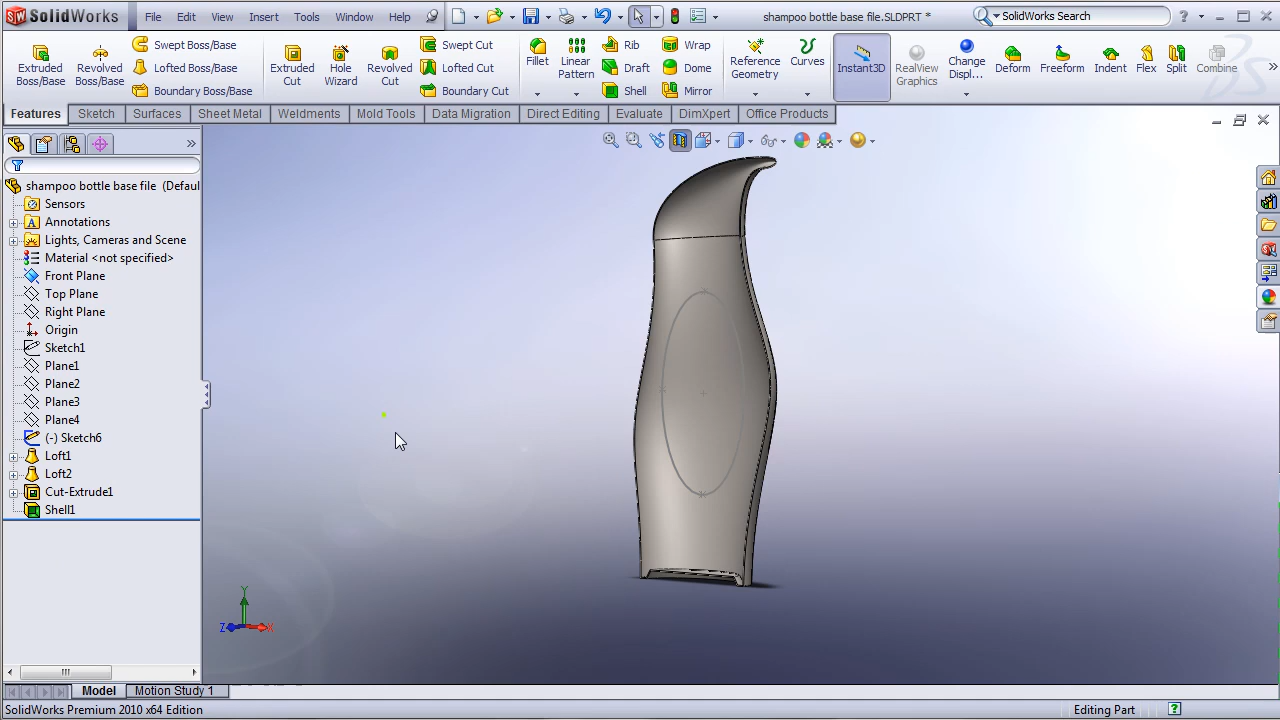 SolidWorks File Edit View Insert Tools Window Help shampoo bottle base file.SLDPRT * SolidWorks Search
Extruded Boss/Base
Revolved Boss/Base
Swept Boss/Base
Lofted Boss/Base
Boundary Boss/Base
Extruded Cut
Hole Wizard
Revolved Cut
Swept Cut
Lofted Cut
Boundary Cut
Fillet
Linear Pattern
Rib
Draft
Shell
Wrap
Dome
Mirror
Reference Geometry
Curves
Instant3D
RealView Graphics
Change Displ...
Deform
Freeform
Indent
Flex
Split
Combine
Features Sketch Surfaces Sheet Metal Weldments Mold Tools Data Migration Direct Editing Evaluate DimXpert Office Products
shampoo bottle base file (Defaul
Sensors
Annotations
Lights, Cameras and Scene
Material <not specified>
Front Plane
Top Plane
Right Plane
Origin
Sketch1
Plane1
Plane2
Plane3
Plane4
(-) Sketch6
Loft1
Loft2
Cut-Extrude1
Shell1
Y
Z X
Model Motion Study 1
SolidWorks Premium 2010 x64 Edition Editing Part